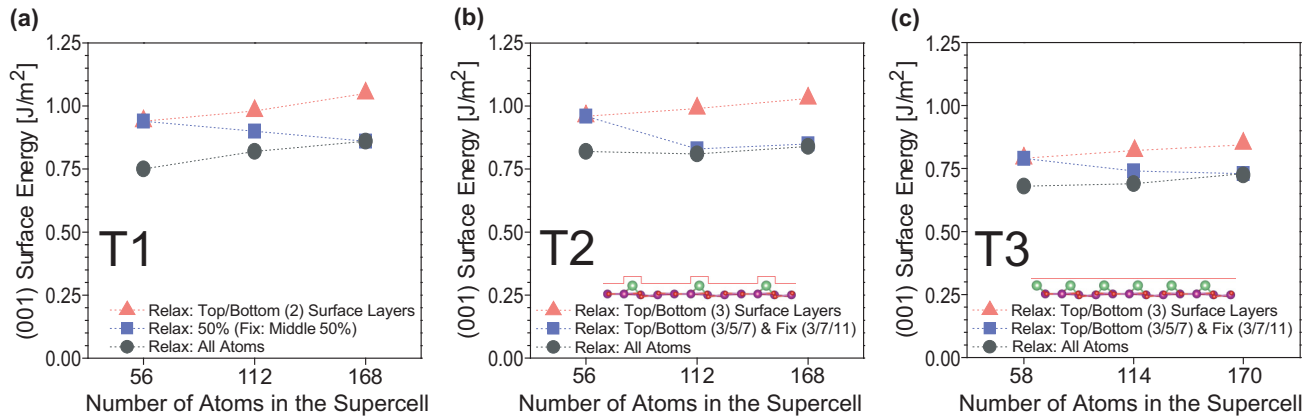 (a)
(001) Surface Energy [J/m²]
1.25
1.00
0.75
0.50
0.25
0.00
T1
Relax: Top/Bottom (2) Surface Layers
Relax: 50% (Fix: Middle 50%)
Relax: All Atoms
56 112 168
Number of Atoms in the Supercell
(b)
(001) Surface Energy [J/m²]
1.25
1.00
0.75
0.50
0.25
0.00
T2
Relax: Top/Bottom (3) Surface Layers
Relax: Top/Bottom (3/5/7) & Fix (3/7/11)
Relax: All Atoms
56 112 168
Number of Atoms in the Supercell
(c)
(001) Surface Energy [J/m²]
1.25
1.00
0.75
0.50
0.25
0.00
T3
Relax: Top/Bottom (3) Surface Layers
Relax: Top/Bottom (3/5/7) & Fix (3/7/11)
Relax: All Atoms
58 114 170
Number of Atoms in the Supercell